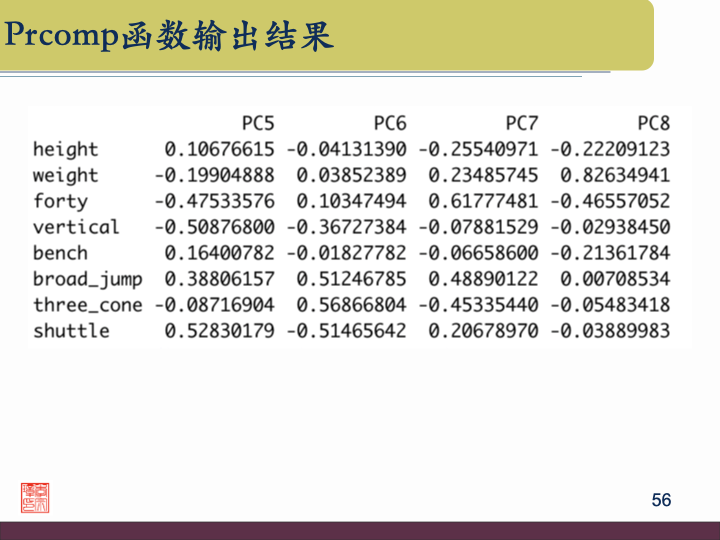 Prcomp函数输出结果
PC5 PC6 PC7 PC8
height 0.10676615 -0.04131390 -0.25540971 -0.22209123
weight -0.19904888 0.03852389 0.23485745 0.82634941
forty -0.47533576 0.10347494 0.61777481 -0.46557052
vertical -0.50876800 -0.36727384 -0.07881529 -0.02938450
bench 0.16400782 -0.01827782 -0.06658600 -0.21361784
broad_jump 0.38806157 0.51246785 0.48890122 0.00708534
three_cone -0.08716904 0.56866804 -0.45335440 -0.05483418
shuttle 0.52830179 -0.51465642 0.20678970 -0.03889983
56